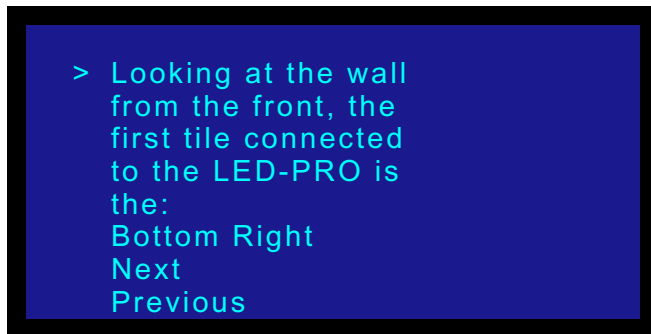 > Looking at the wall
from the front, the
first tile connected
to the LED-PRO is
the:
Bottom Right
Next
Previous